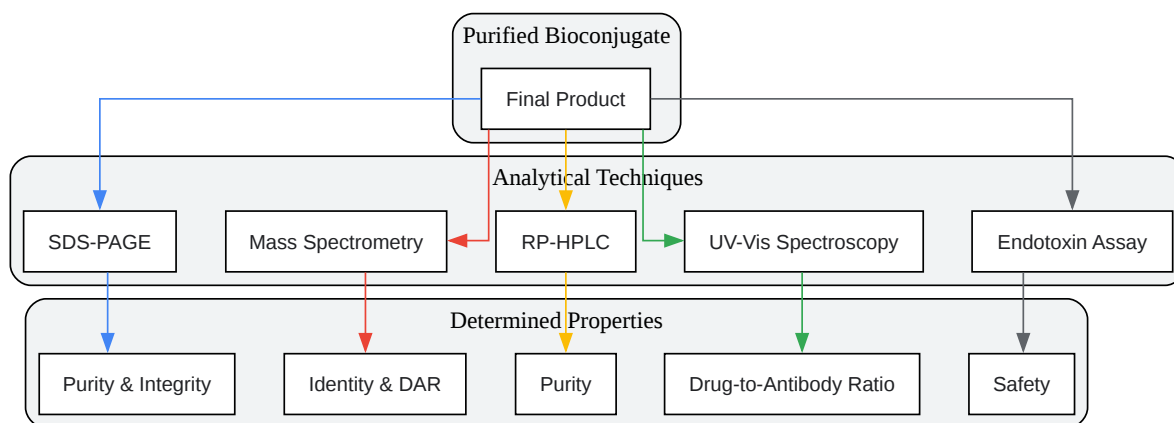 Purified Bioconjugate
Final Product
Analytical Techniques
SDS-PAGE
Mass Spectrometry
RP-HPLC
UV-Vis Spectroscopy
Endotoxin Assay
Determined Properties
Purity & Integrity
Identity & DAR
Purity
Drug-to-Antibody Ratio
Safety